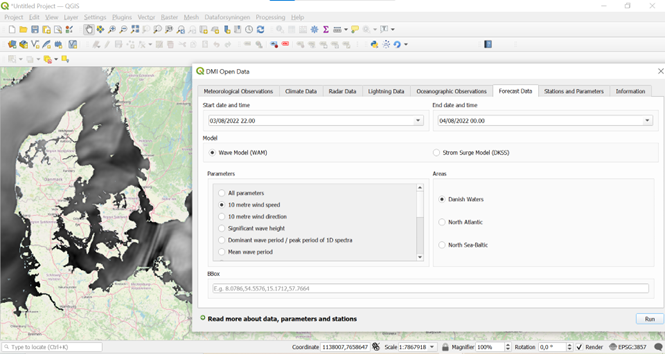 *Untitled Project — QGIS
Project Edit View Layer Settings Plugins Vector Raster Mesh Dataforsyningen Processing Help
DMI Open Data
Meteorological Observations Climate Data Radar Data Lightning Data Oceanographic Observations Forecast Data Stations and Parameters Information
Start date and time End date and time
03/08/2022 22.00 04/08/2022 00.00
Model
Wave Model (WAM) Strom Surge Model (DKSS)
Parameters Areas
All parameters
10 metre wind speed Danish Waters
10 metre wind direction
Significant wave height North Atlantic
Dominant wave period / peak period of 1D spectra
Mean wave period North Sea-Baltic
BBox
E.g. 8.0786,54.5576,15.1712,57.7664
Read more about data, parameters and stations Run
Type to locate (Ctrl+K) Coordinate 1138007,7658647 Scale 1:7867918 Magnifier 100% Rotation 0,0 ° Render EPSG:3857